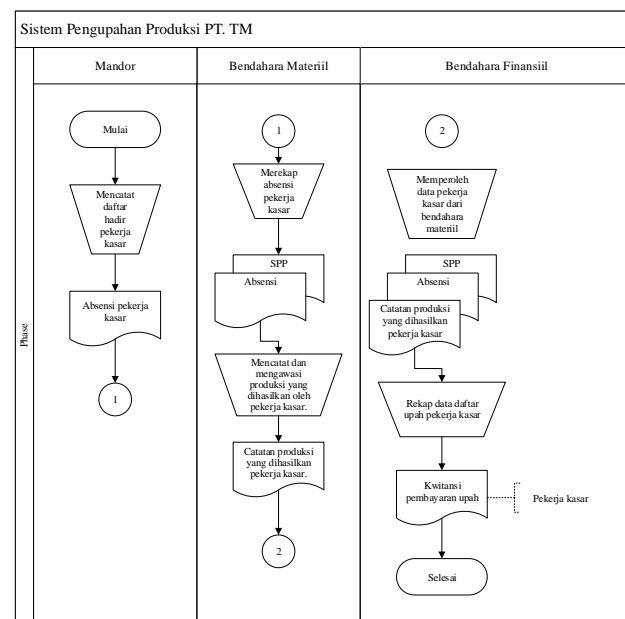 Sistem Pengupahan Produksi PT. TM
Phase
Mandor
Mulai
Mencatat
daftar
hadir
pekerja
kasar
Absensi pekerja
kasar
1
Bendahara Materiil
1
Merekap
absensi
pekerja
kasar
SPP
Absensi
Mencatat dan
mengawasi
produksi yang
dihasilkan oleh
pekerja kasar.
Catatan produksi
yang dihasilkan
pekerja kasar.
2
Bendahara Finansiil
2
Memperoleh
data pekerja
kasar dari
bendahara
materiil
SPP
Absensi
Catatan produksi
yang dihasilkan
pekerja kasar
Rekap data daftar
upah pekerja kasar
Kwitansi
pembayaran upah
Pekerja kasar
Selesai